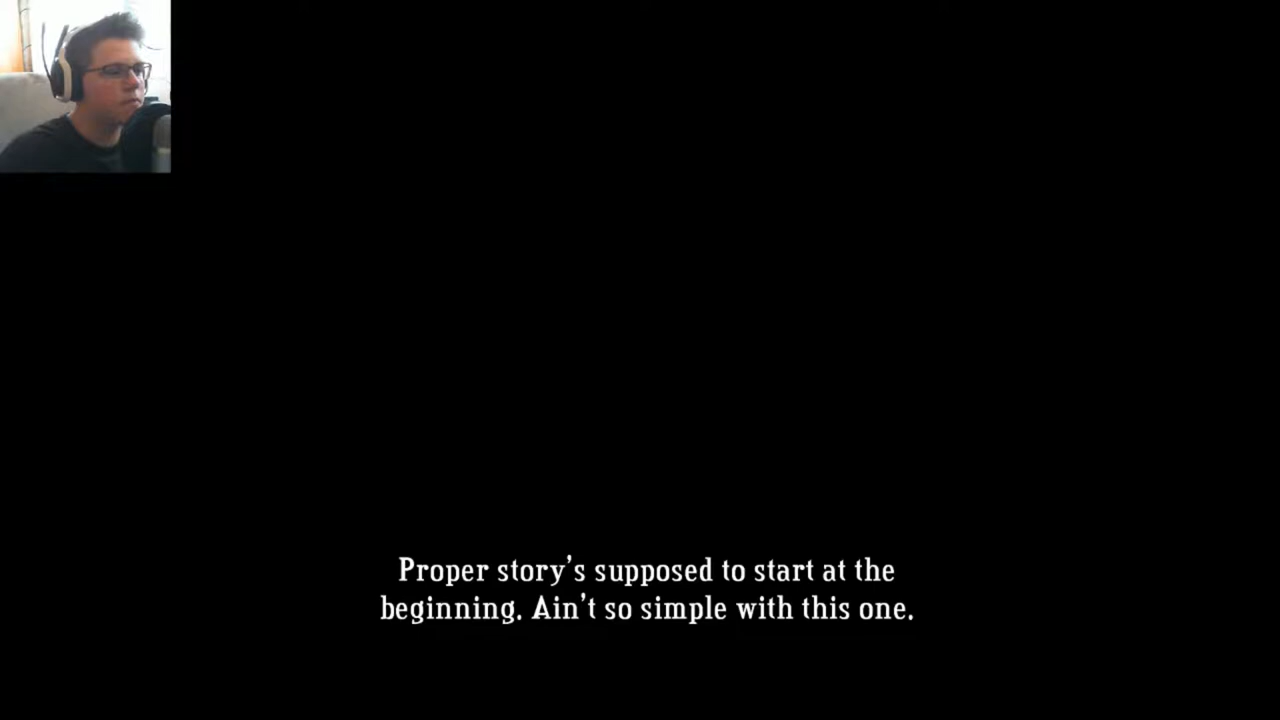 Proper story's supposed to start at the
beginning. Ain't so simple with this one.